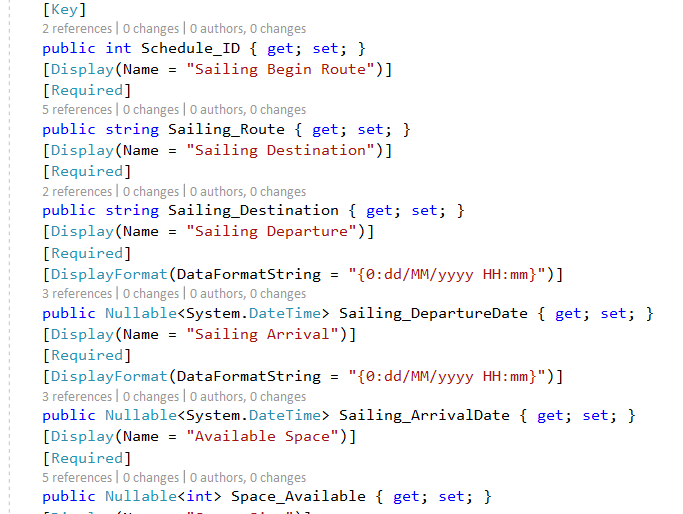 [Key]
2 references | 0 changes | 0 authors, 0 changes
public int Schedule_ID { get; set; }
[Display(Name = "Sailing Begin Route")]
[Required]
5 references | 0 changes | 0 authors, 0 changes
public string Sailing_Route { get; set; }
[Display(Name = "Sailing Destination")]
[Required]
2 references | 0 changes | 0 authors, 0 changes
public string Sailing_Destination { get; set; }
[Display(Name = "Sailing Departure")]
[Required]
[DisplayFormat(DataFormatString = "{0:dd/MM/yyyy HH:mm}")]
3 references | 0 changes | 0 authors, 0 changes
public Nullable<System.DateTime> Sailing_DepartureDate { get; set; }
[Display(Name = "Sailing Arrival")]
[Required]
[DisplayFormat(DataFormatString = "{0:dd/MM/yyyy HH:mm}")]
3 references | 0 changes | 0 authors, 0 changes
public Nullable<System.DateTime> Sailing_ArrivalDate { get; set; }
[Display(Name = "Available Space")]
[Required]
5 references | 0 changes | 0 authors, 0 changes
public Nullable<int> Space_Available { get; set; }